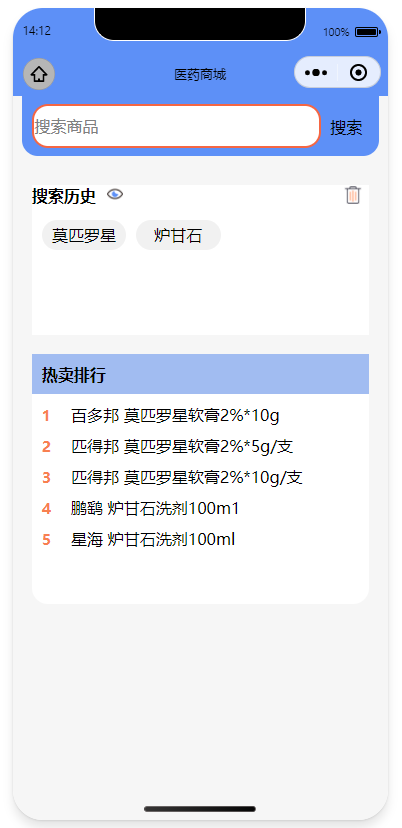 14:12 100%
医药商城
搜索商品 搜索
搜索历史
莫匹罗星 炉甘石
热卖排行
1 百多邦 莫匹罗星软膏2%*10g
2 匹得邦 莫匹罗星软膏2%*5g/支
3 匹得邦 莫匹罗星软膏2%*10g/支
4 鹏鹞 炉甘石洗剂100m1
5 星海 炉甘石洗剂100ml